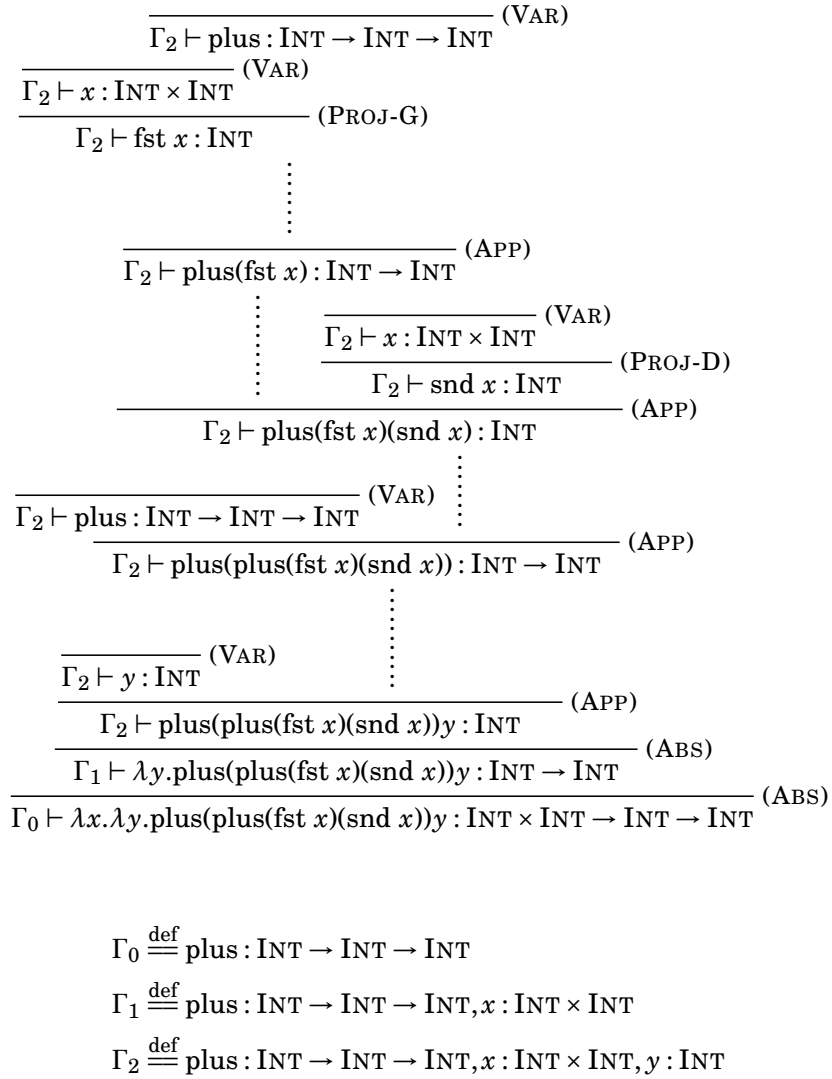 Γ₂ ⊢ plus : INT → INT → INT (VAR)
Γ₂ ⊢ x : INT × INT (VAR)
Γ₂ ⊢ fst x : INT (PROJ-G)
Γ₂ ⊢ plus(fst x) : INT → INT (APP)
Γ₂ ⊢ x : INT × INT (VAR)
Γ₂ ⊢ snd x : INT (PROJ-D)
Γ₂ ⊢ plus(fst x)(snd x) : INT (APP)
Γ₂ ⊢ plus : INT → INT → INT (VAR)
Γ₂ ⊢ plus(plus(fst x)(snd x)) : INT → INT (APP)
Γ₂ ⊢ y : INT (VAR)
Γ₂ ⊢ plus(plus(fst x)(snd x))y : INT (APP)
Γ₁ ⊢ λy.plus(plus(fst x)(snd x))y : INT → INT (ABS)
Γ₀ ⊢ λx.λy.plus(plus(fst x)(snd x))y : INT × INT → INT → INT (ABS)
Γ₀ def== plus : INT → INT → INT
Γ₁ def== plus : INT → INT → INT, x : INT × INT
Γ₂ def== plus : INT → INT → INT, x : INT × INT, y : INT